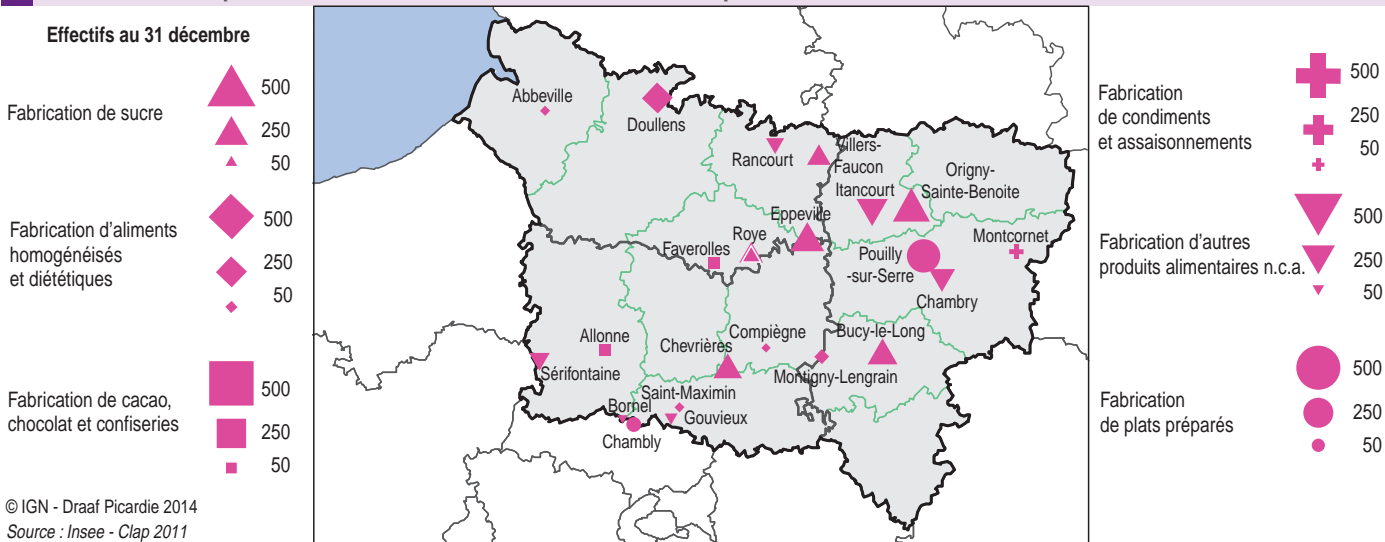 Effectifs au 31 décembre
Fabrication de sucre
500
250
50
Fabrication d'aliments
homogénéisés
et diététiques
500
250
50
Fabrication de cacao,
chocolat et confiseries
500
250
50
© IGN - Draaf Picardie 2014
Source : Insee - Clap 2011
Abbeville
Doullens
Rancourt
Villers-
Faucon
Itancourt
Origny-
Sainte-Benoite
Eppeville
Roye
Faverolles
Montcornet
Pouilly
-sur-Serre
Chambry
Allonne
Compiègne
Bucy-le-Long
Chevrières
Sérifontaine
Montigny-Lengrain
Saint-Maximin
Bornel
Gouvieux
Chambly
Fabrication
de condiments
et assaisonnements
500
250
50
Fabrication d'autres
produits alimentaires n.c.a.
500
250
50
Fabrication
de plats préparés
500
250
50